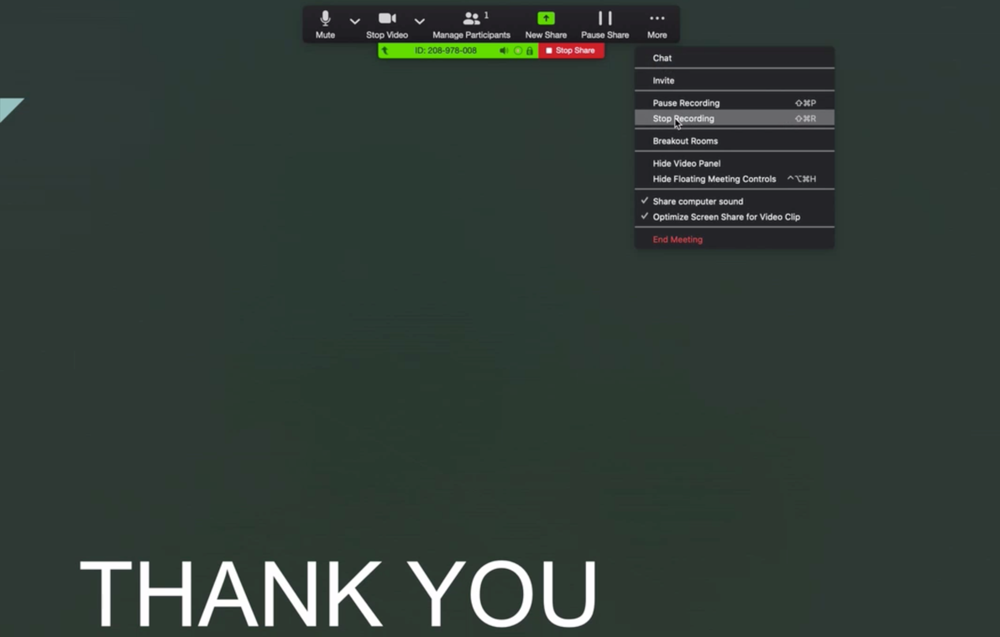 1
Mute Stop Video Manage Participants New Share Pause Share More
ID: 208-978-008 Stop Share
Chat
Invite
Pause Recording ⇧⌘P
Stop Recording ⇧⌘R
Breakout Rooms
Hide Video Panel
Hide Floating Meeting Controls ^⌥⌘H
Share computer sound
Optimize Screen Share for Video Clip
End Meeting
THANK YOU